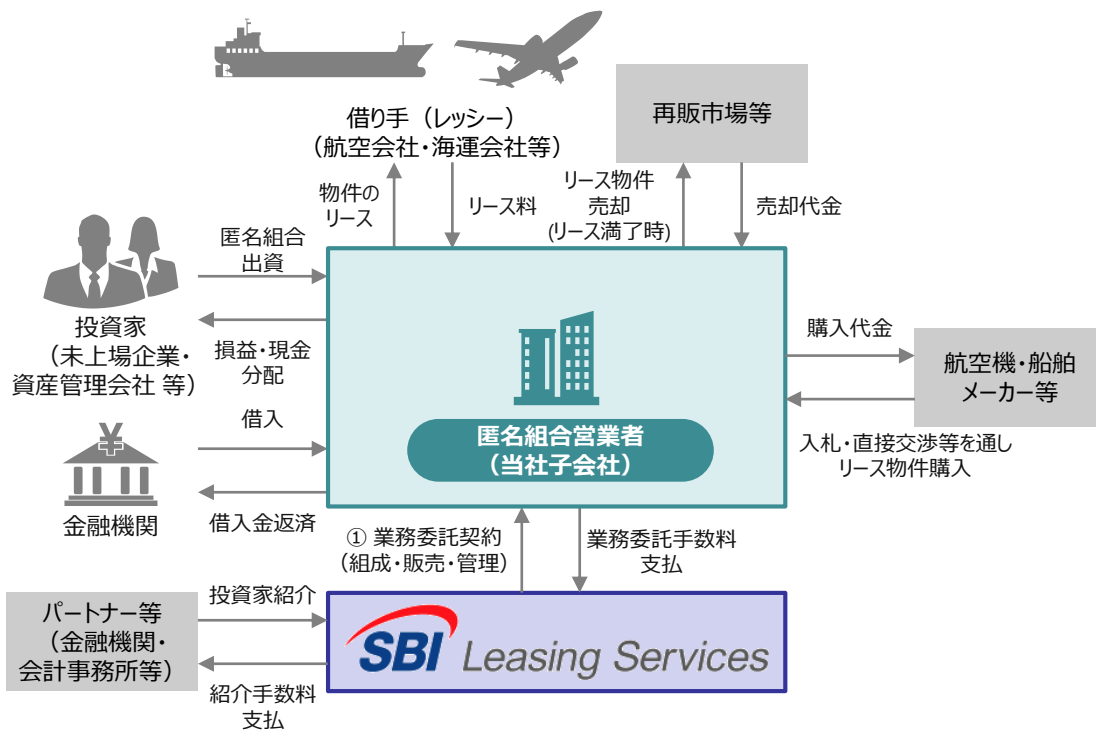 借り手（レッシー）
（航空会社・海運会社等）
再販市場等
物件の
リース
リース料
リース物件
売却
(リース満了時)
売却代金
匿名組合
出資
投資家
（未上場企業・
資産管理会社 等）
損益・現金
分配
購入代金
航空機・船舶
メーカー等
入札・直接交渉等を通し
リース物件購入
借入
¥
金融機関
借入金返済
匿名組合営業者
（当社子会社）
① 業務委託契約
（組成・販売・管理）
業務委託手数料
支払
パートナー等
（金融機関・
会計事務所等）
投資家紹介
紹介手数料
支払
SBI Leasing Services